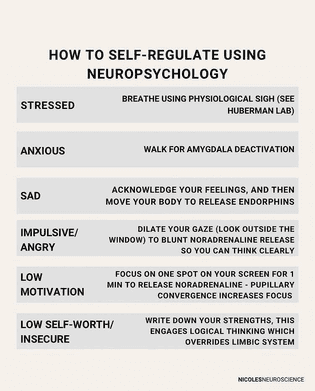 HOW TO SELF-REGULATE USING
NEUROPSYCHOLOGY
STRESSED
BREATHE USING PHYSIOLOGICAL SIGH (SEE
HUBERMAN LAB)
ANXIOUS
WALK FOR AMYGDALA DEACTIVATION
SAD
ACKNOWLEDGE YOUR FEELINGS, AND THEN
MOVE YOUR BODY TO RELEASE ENDORPHINS
IMPULSIVE/
ANGRY
DILATE YOUR GAZE (LOOK OUTSIDE THE
WINDOW) TO BLUNT NORADRENALINE RELEASE
SO YOU CAN THINK CLEARLY
LOW
MOTIVATION
FOCUS ON ONE SPOT ON YOUR SCREEN FOR 1
MIN TO RELEASE NORADRENALINE - PUPILLARY
CONVERGENCE INCREASES FOCUS
LOW SELF-WORTH/
INSECURE
WRITE DOWN YOUR STRENGTHS, THIS
ENGAGES LOGICAL THINKING WHICH
OVERRIDES LIMBIC SYSTEM
NICOLESNEUROSCIENCE